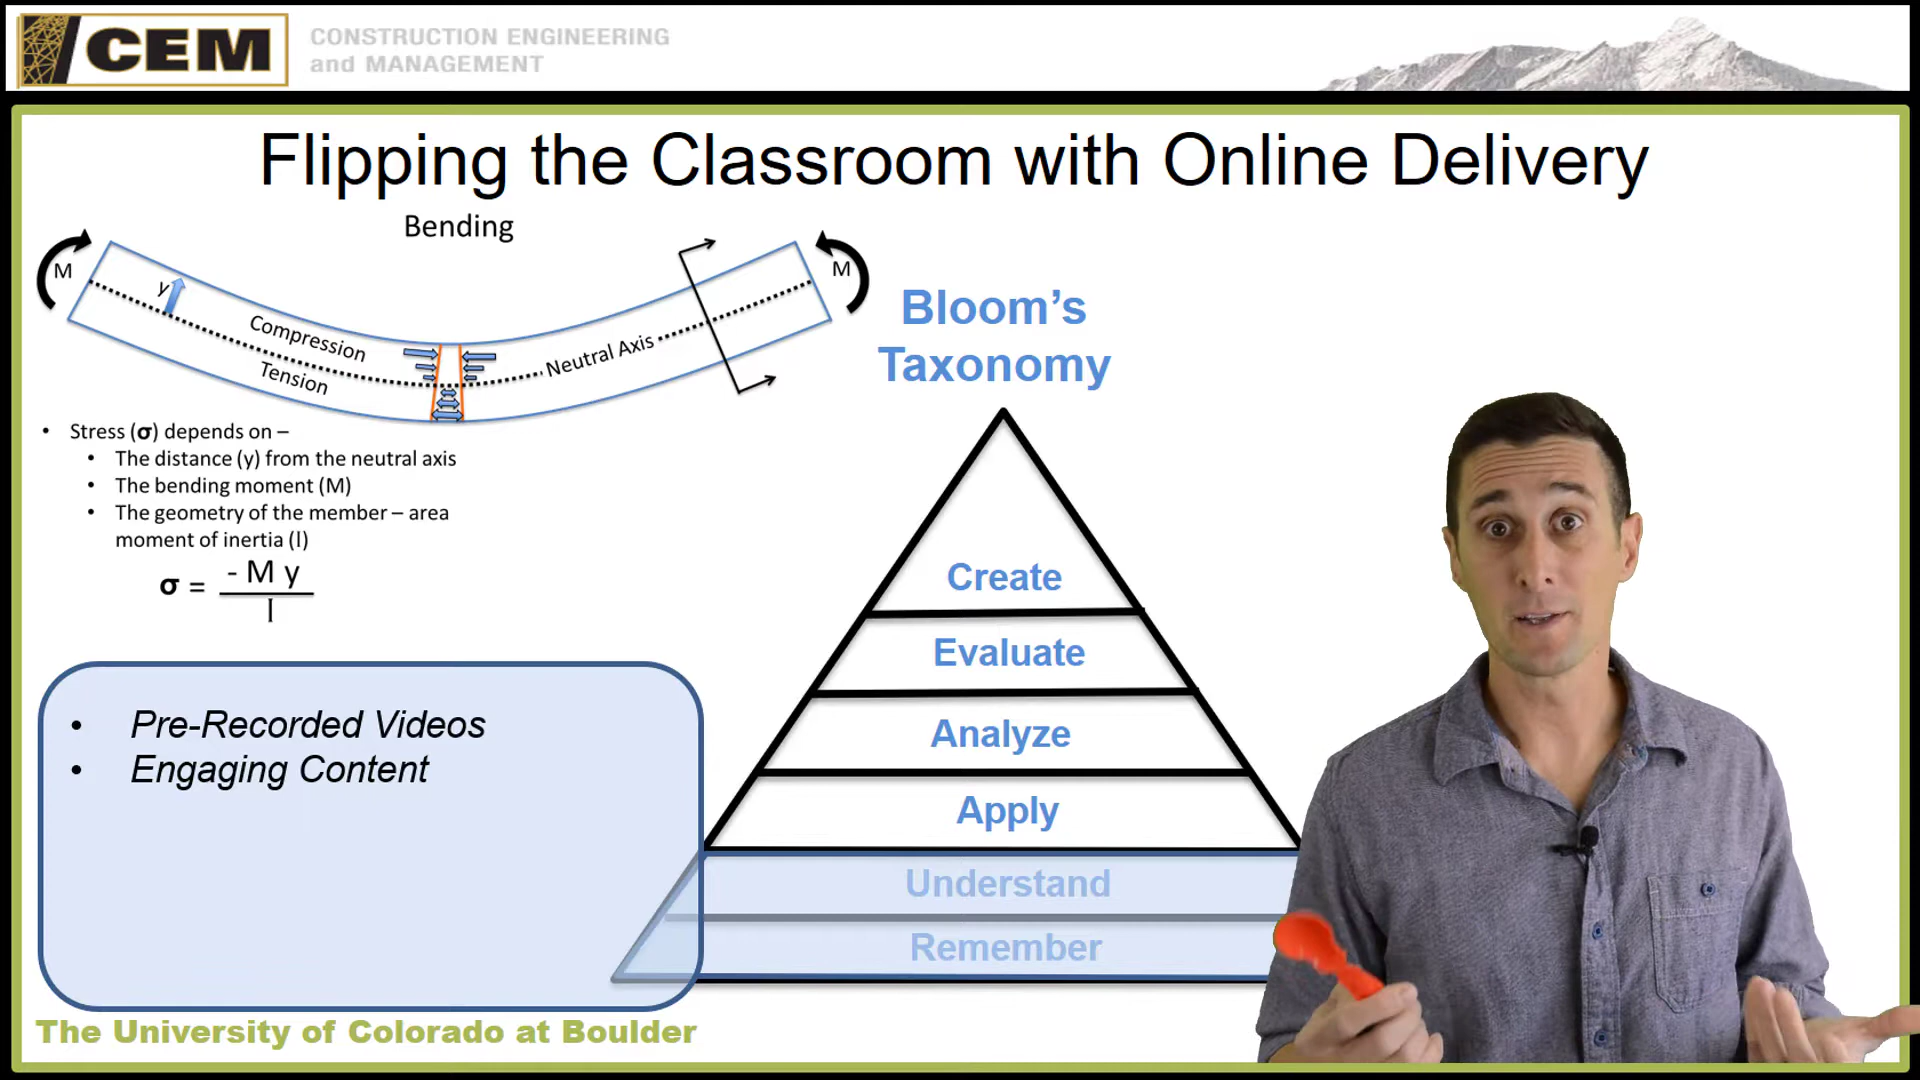 CEM
CONSTRUCTION ENGINEERING
and MANAGEMENT
Flipping the Classroom with Online Delivery
Bending
M
y
Compression
Tension
Neutral Axis
M
• Stress (σ) depends on –
• The distance (y) from the neutral axis
• The bending moment (M)
• The geometry of the member – area
moment of inertia (I)
σ = - M y
I
• Pre-Recorded Videos
• Engaging Content
Bloom's
Taxonomy
Create
Evaluate
Analyze
Apply
Understand
Remember
The University of Colorado at Boulder